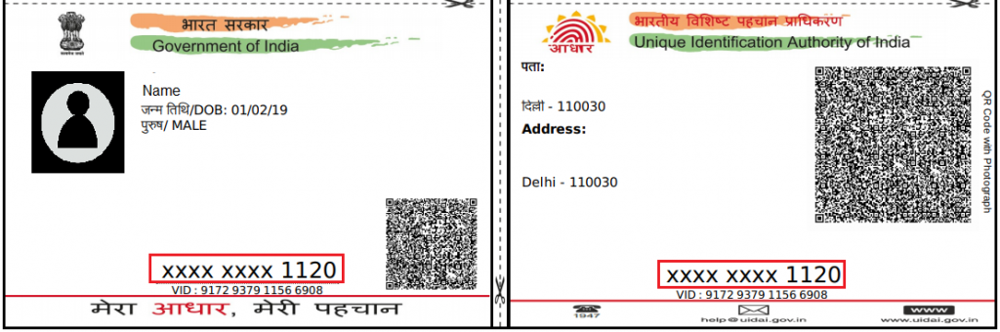 भारत सरकार
Government of India
Name
जन्म तिथि/DOB: 01/02/19
पुरुष/ MALE
xxxx xxxx 1120
VID : 9172 9379 1156 6908
मेरा आधार, मेरी पहचान
भारतीय विशिष्ट पहचान प्राधिकरण
आधार
Unique Identification Authority of India
पता:
दिल्ली - 110030
Address:
Delhi - 110030
QR Code with Photograph
xxxx xxxx 1120
VID : 9172 9379 1156 6908
1947
help@uidai.gov.in
www
www.uidai.gov.in